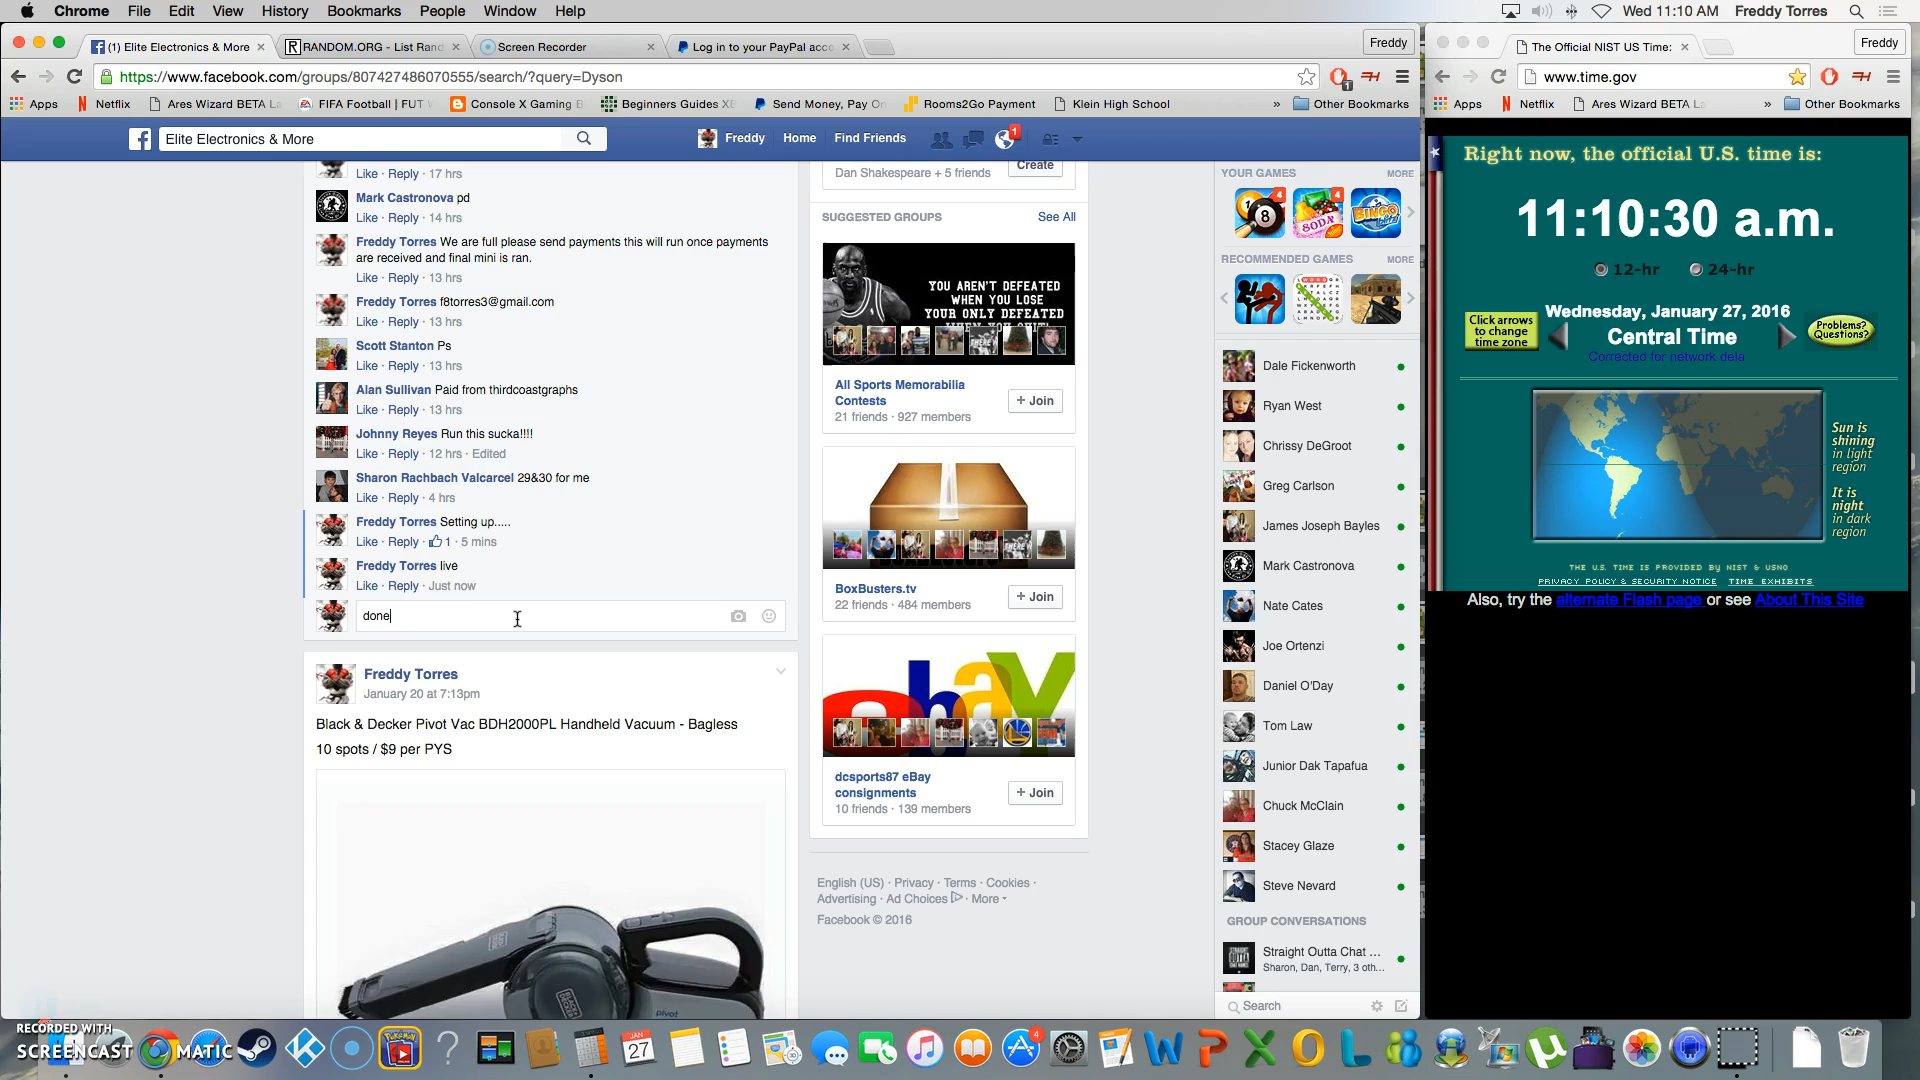 Chrome File Edit View History Bookmarks People Window Help
Wed 11:10 AM Freddy Torres
(1) Elite Electronics & More
RANDOM.ORG - List Ran
Screen Recorder
Log in to your PayPal acc
Freddy
https://www.facebook.com/groups/807427486070555/search/?query=Dyson
Apps Netflix Ares Wizard BETA L FIFA Football | FUT Console X Gaming Beginners Guides Send Money, Pay Rooms2Go Payment Klein High School » Other Bookmarks
Elite Electronics & More
Freddy Home Find Friends 1
Like · Reply · 17 hrs
Mark Castronova pd
Like · Reply · 14 hrs
Freddy Torres We are full please send payments this will run once payments
are received and final mini is ran.
Like · Reply · 13 hrs
Freddy Torres f8torres3@gmail.com
Like · Reply · 13 hrs
Scott Stanton Ps
Like · Reply · 13 hrs
Alan Sullivan Paid from thirdcoastgraphs
Like · Reply · 13 hrs
Johnny Reyes Run this sucka!!!!
Like · Reply · 12 hrs · Edited
Sharon Rachbach Valcarcel 29&30 for me
Like · Reply · 4 hrs
Freddy Torres Setting up.....
Like · Reply · 1 · 5 mins
Freddy Torres live
Like · Reply · Just now
done
Freddy Torres
January 20 at 7:13pm
Black & Decker Pivot Vac BDH2000PL Handheld Vacuum - Bagless
10 spots / $9 per PYS
pivot
Dan Shakespeare + 5 friends
Create
SUGGESTED GROUPS See All
YOU AREN'T DEFEATED
WHEN YOU LOSE
YOUR ONLY DEFEATED
WHEN YOU QUIT!
All Sports Memorabilia
Contests
21 friends · 927 members
+ Join
BoxBusters.tv
22 friends · 484 members
+ Join
ebay
dcsports87 eBay
consignments
10 friends · 139 members
+ Join
English (US) · Privacy · Terms · Cookies ·
Advertising · Ad Choices · More
Facebook © 2016
YOUR GAMES MORE
4
4
8
SODA
BINGO
RECOMMENDED GAMES MORE
Dale Fickenworth
Ryan West
Chrissy DeGroot
Greg Carlson
James Joseph Bayles
Mark Castronova
Nate Cates
Joe Ortenzi
Daniel O'Day
Tom Law
Junior Dak Tapafua
Chuck McClain
Stacey Glaze
Steve Nevard
GROUP CONVERSATIONS
Straight Outta Chat ...
Sharon, Dan, Terry, 3 oth...
Search
The Official NIST US Time:
Freddy
www.time.gov
Apps Netflix Ares Wizard BETA L » Other Bookmarks
Right now, the official U.S. time is:
11:10:30 a.m.
12-hr 24-hr
Wednesday, January 27, 2016
Click arrows
to change
time zone
Central Time
Problems?
Questions?
Corrected for network dela
Sun is
shining
in light
region
It is
night
in dark
region
THE U.S. TIME IS PROVIDED BY NIST & USNO
PRIVACY POLICY & SECURITY NOTICE TIME EXHIBITS
Also, try the alternate Flash page or see About This Site
RECORDED WITH
SCREENCAST MATIC
JAN
27
4